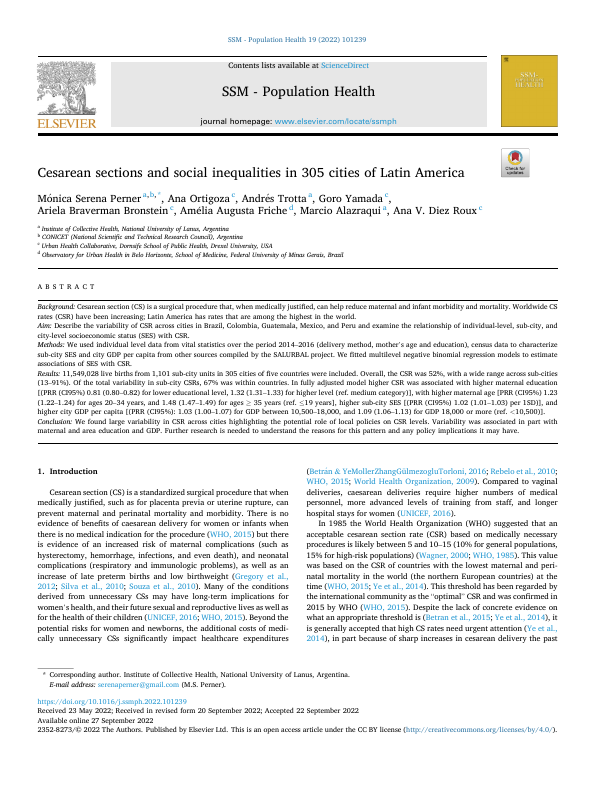 SSM - Population Health 19 (2022) 101239
Contents lists available at ScienceDirect
SSM - Population Health
journal homepage: www.elsevier.com/locate/ssmph
ELSEVIER
SSM-
POPULATION
HEALTH
Check for
updates
Cesarean sections and social inequalities in 305 cities of Latin America
Mónica Serena Perner a,b,*, Ana Ortigoza c, Andrés Trotta a, Goro Yamada c,
Ariela Braverman Bronstein c, Amélia Augusta Friche d, Marcio Alazraqui a, Ana V. Diez Roux c
a Institute of Collective Health, National University of Lanus, Argentina
b CONICET (National Scientific and Technical Research Council), Argentina
c Urban Health Collaborative, Dornsife School of Public Health, Drexel University, USA
d Observatory for Urban Health in Belo Horizonte, School of Medicine, Federal University of Minas Gerais, Brazil
ABSTRACT
Background: Cesarean section (CS) is a surgical procedure that, when medically justified, can help reduce maternal and infant morbidity and mortality. Worldwide CS
rates (CSR) have been increasing; Latin America has rates that are among the highest in the world.
Aim: Describe the variability of CSR across cities in Brazil, Colombia, Guatemala, Mexico, and Peru and examine the relationship of individual-level, sub-city, and
city-level socioeconomic status (SES) with CSR.
Methods: We used individual level data from vital statistics over the period 2014–2016 (delivery method, mother's age and education), census data to characterize
sub-city SES and city GDP per capita from other sources compiled by the SALURBAL project. We fitted multilevel negative binomial regression models to estimate
associations of SES with CSR.
Results: 11,549,028 live births from 1,101 sub-city units in 305 cities of five countries were included. Overall, the CSR was 52%, with a wide range across sub-cities
(13–91%). Of the total variability in sub-city CSRs, 67% was within countries. In fully adjusted model higher CSR was associated with higher maternal education
[(PRR (CI95%) 0.81 (0.80–0.82) for lower educational level, 1.32 (1.31–1.33) for higher level (ref. medium category)], with higher maternal age [PRR (CI95%) 1.23
(1.22–1.24) for ages 20–34 years, and 1.48 (1.47–1.49) for ages ≥ 35 years (ref. ≤19 years], higher sub-city SES [(PRR (CI95%) 1.02 (1.01–1.03) per 1SD)], and
higher city GDP per capita [(PRR (CI95%): 1.03 (1.00–1.07) for GDP between 10,500–18,000, and 1.09 (1.06–1.13) for GDP 18,000 or more (ref. <10,500)].
Conclusion: We found large variability in CSR across cities highlighting the potential role of local policies on CSR levels. Variability was associated in part with
maternal and area education and GDP. Further research is needed to understand the reasons for this pattern and any policy implications it may have.
1. Introduction
Cesarean section (CS) is a standardized surgical procedure that when
medically justified, such as for placenta previa or uterine rupture, can
prevent maternal and perinatal mortality and morbidity. There is no
evidence of benefits of caesarean delivery for women or infants when
there is no medical indication for the procedure (WHO, 2015) but there
is evidence of an increased risk of maternal complications (such as
hysterectomy, hemorrhage, infections, and even death), and neonatal
complications (respiratory and immunologic problems), as well as an
increase of late preterm births and low birthweight (Gregory et al.,
2012; Silva et al., 2010; Souza et al., 2010). Many of the conditions
derived from unnecessary CSs may have long-term implications for
women's health, and their future sexual and reproductive lives as well as
for the health of their children (UNICEF, 2016; WHO, 2015). Beyond the
potential risks for women and newborns, the additional costs of medi-
cally unnecessary CSs significantly impact healthcare expenditures
(Betrán & YeMollerZhangGülmezogluTorloni, 2016; Rebelo et al., 2010;
WHO, 2015; World Health Organization, 2009). Compared to vaginal
deliveries, caesarean deliveries require higher numbers of medical
personnel, more advanced levels of training from staff, and longer
hospital stays for women (UNICEF, 2016).
In 1985 the World Health Organization (WHO) suggested that an
acceptable cesarean section rate (CSR) based on medically necessary
procedures is likely between 5 and 10–15 (10% for general populations,
15% for high-risk populations) (Wagner, 2000; WHO, 1985). This value
was based on the CSR of countries with the lowest maternal and peri-
natal mortality in the world (the northern European countries) at the
time (WHO, 2015; Ye et al., 2014). This threshold has been regarded by
the international community as the "optimal" CSR and was confirmed in
2015 by WHO (WHO, 2015). Despite the lack of concrete evidence on
what an appropriate threshold is (Betran et al., 2015; Ye et al., 2014), it
is generally accepted that high CS rates need urgent attention (Ye et al.,
2014), in part because of sharp increases in cesarean delivery the past
* Corresponding author. Institute of Collective Health, National University of Lanus, Argentina.
E-mail address: serenaperner@gmail.com (M.S. Perner).
https://doi.org/10.1016/j.ssmph.2022.101239
Received 23 May 2022; Received in revised form 20 September 2022; Accepted 22 September 2022
Available online 27 September 2022
2352-8273/© 2022 The Authors. Published by Elsevier Ltd. This is an open access article under the CC BY license (http://creativecommons.org/licenses/by/4.0/).